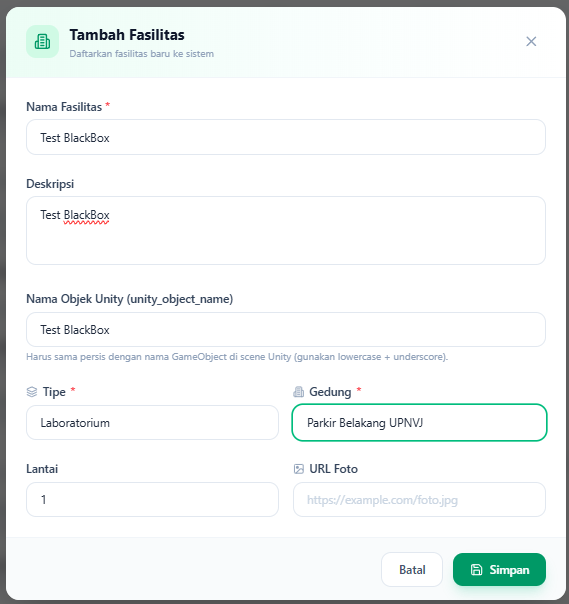 Tambah Fasilitas
Daftarkan fasilitas baru ke sistem
Nama Fasilitas *
Test BlackBox
Deskripsi
Test BlackBox
Nama Objek Unity (unity_object_name)
Test BlackBox
Harus sama persis dengan nama GameObject di scene Unity (gunakan lowercase + underscore).
Tipe *
Gedung *
Laboratorium
Parkir Belakang UPNVJ
Lantai
URL Foto
1
https://example.com/foto.jpg
Batal
Simpan